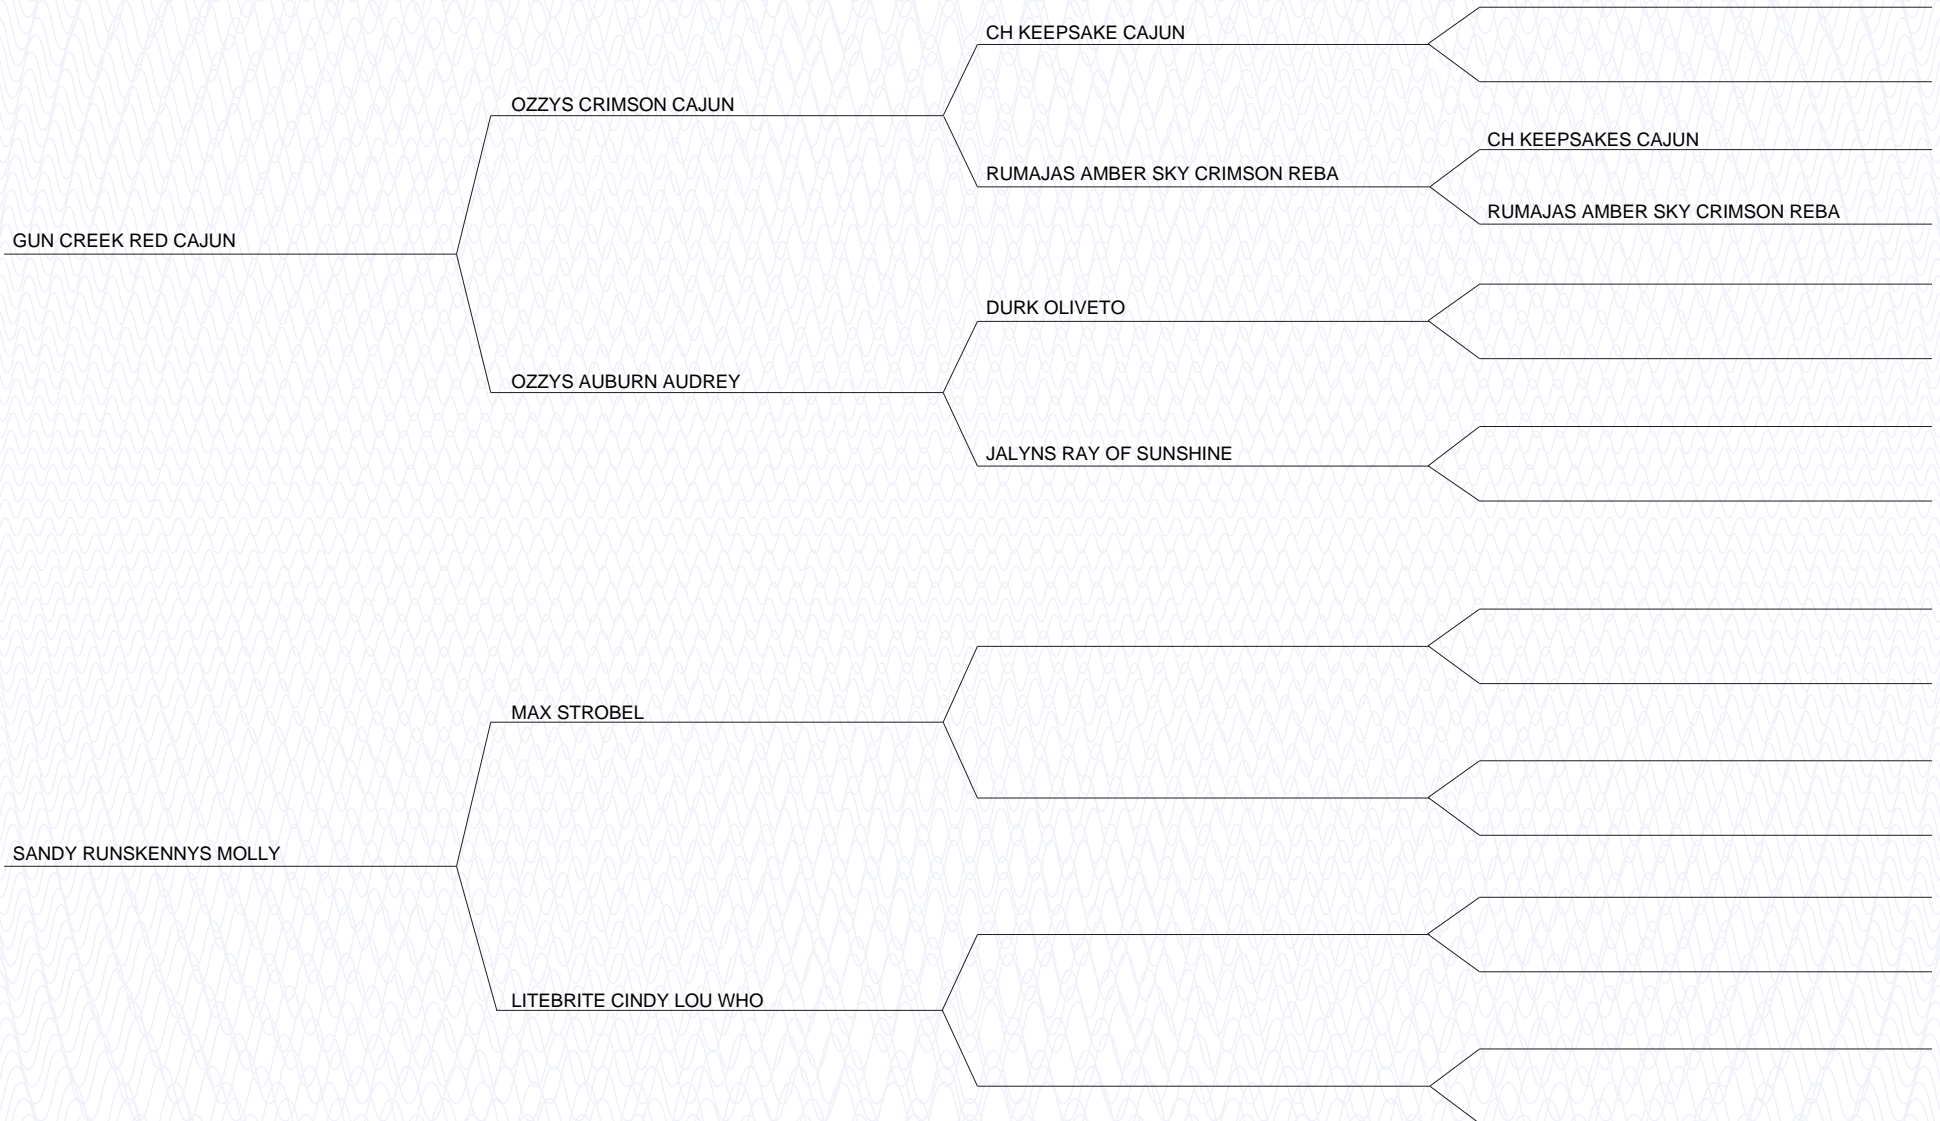 CH KEEPSAKE CAJUN
OZZYS CRIMSON CAJUN
CH KEEPSAKES CAJUN
RUMAJAS AMBER SKY CRIMSON REBA
RUMAJAS AMBER SKY CRIMSON REBA
GUN CREEK RED CAJUN
DURK OLIVETO
OZZYS AUBURN AUDREY
JALYNS RAY OF SUNSHINE
MAX STROBEL
SANDY RUNSKENNYS MOLLY
LITEBRITE CINDY LOU WHO